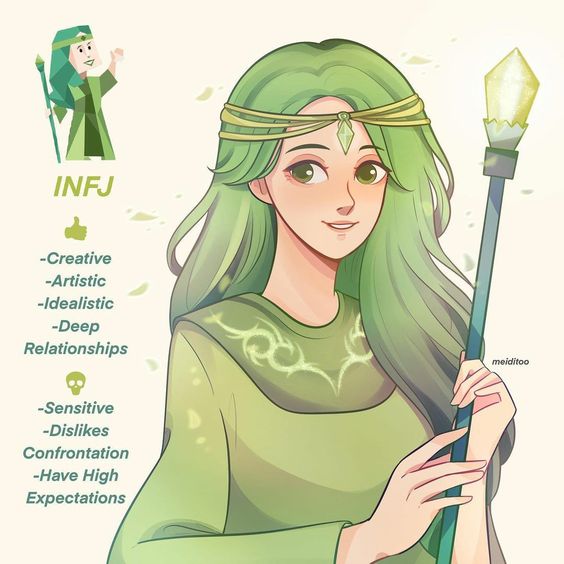 INFJ
-Creative
-Artistic
-Idealistic
-Deep
Relationships
-Sensitive
-Dislikes
Confrontation
-Have High
Expectations
meiditoo